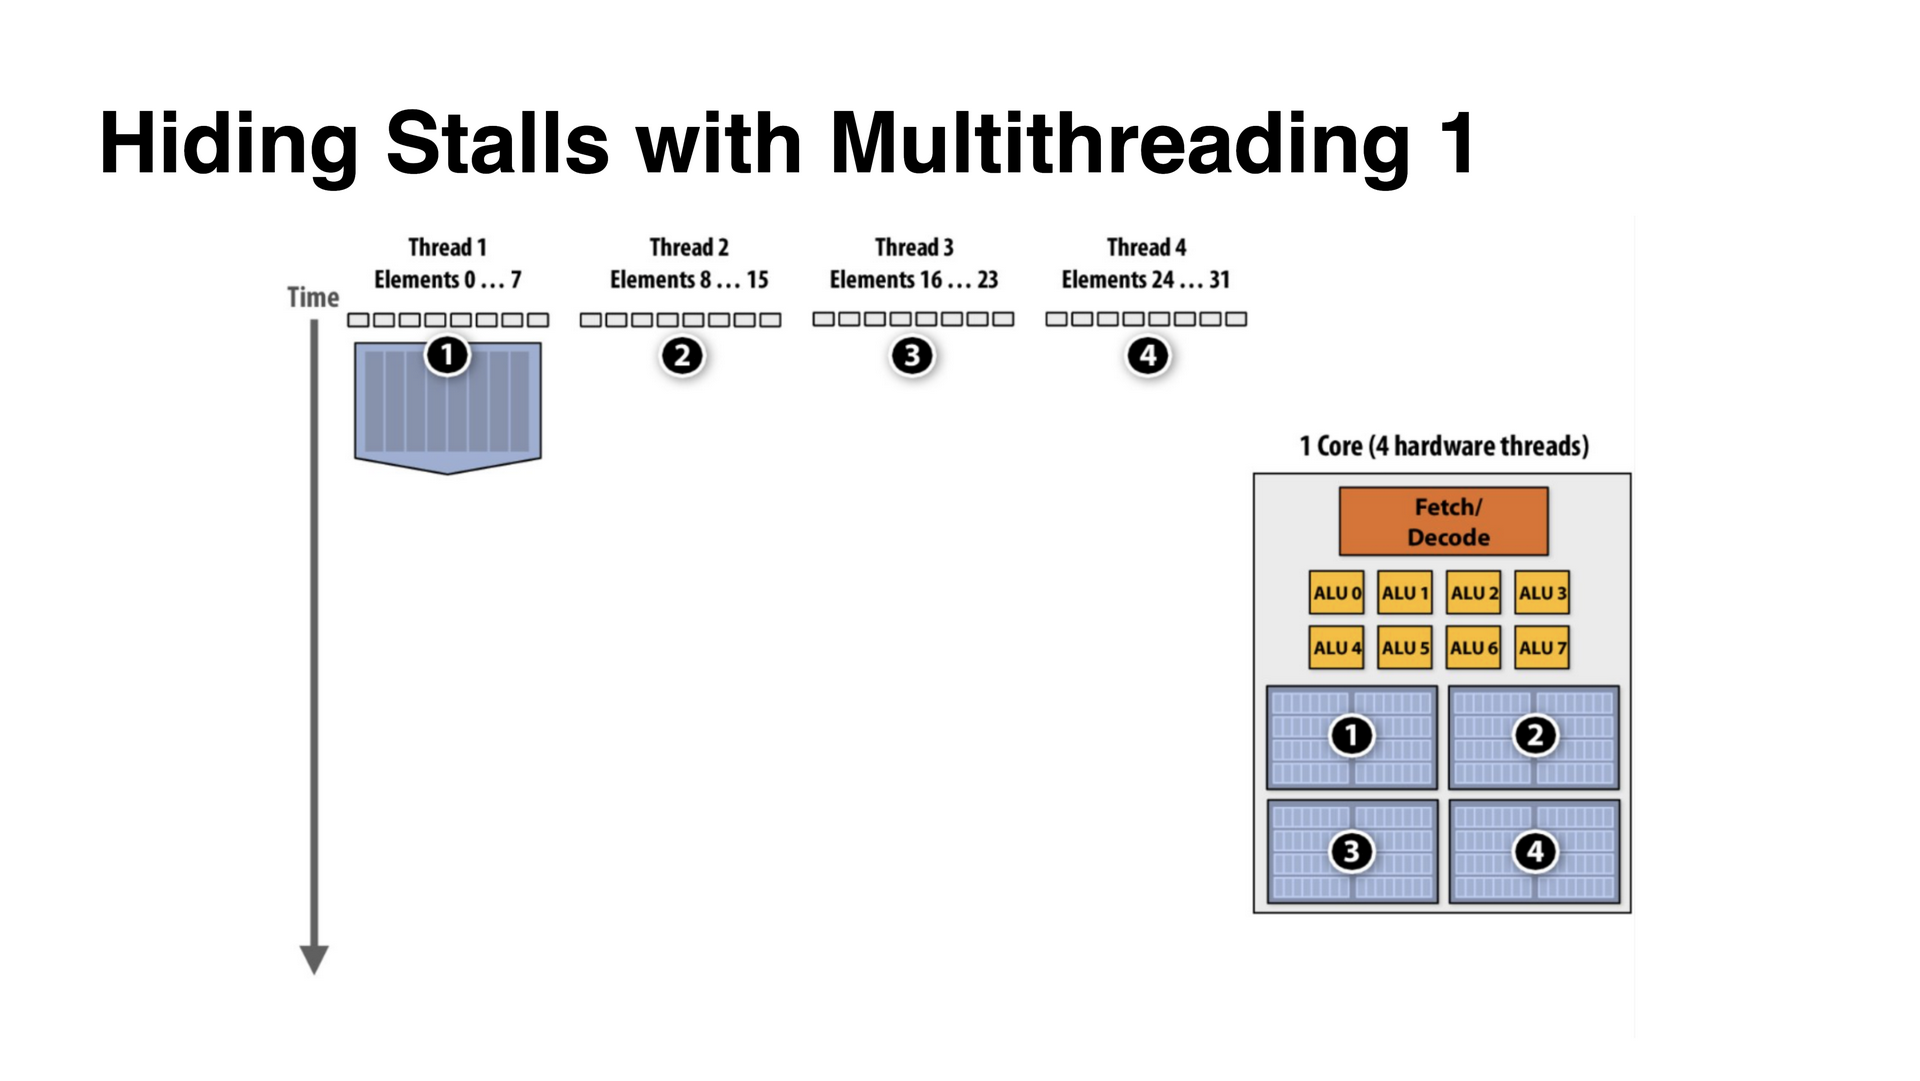 Hiding Stalls with Multithreading 1
Thread 1
Elements 0 ... 7
Thread 2
Elements 8 ... 15
Thread 3
Elements 16 ... 23
Thread 4
Elements 24 ... 31
Time
1
2
3
4
1 Core (4 hardware threads)
Fetch/
Decode
ALU 0
ALU 1
ALU 2
ALU 3
ALU 4
ALU 5
ALU 6
ALU 7
1
2
3
4